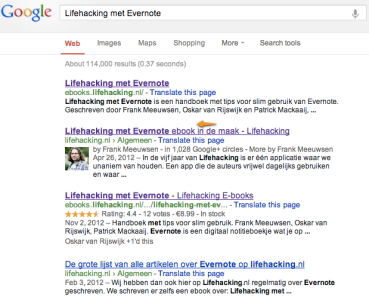 Google
Lifehacking met Evernote
Web Images Maps Shopping More Search tools
About 114,000 results (0.37 seconds)
Lifehacking met Evernote
ebooks.lifehacking.nl/ - Translate this page
Lifehacking met Evernote is een handboek met tips voor slim gebruik van Evernote.
Geschreven door Frank Meeuwsen, Oskar van Rijswijk en Patrick Mackaaij, ...
Lifehacking met Evernote ebook in de maak - Lifehacking
lifehacking.nl › Algemeen - Translate this page
by Frank Meeuwsen - in 1,028 Google+ circles - More by Frank Meeuwsen
Apr 26, 2012 – In de vijf jaar van Lifehacking is er één applicatie waar we
unaniem van houden. Een app die de auteurs vrijwel dagelijks gebruiken
en waar ...
Lifehacking met Evernote - Lifehacking E-books
ebooks.lifehacking.nl/.../lifehacking-met-ev... - Translate this page
Rating: 4.4 - 12 votes - €8.99 - In stock
Nov 2, 2012 – Handboek met tips voor slim gebruik. Frank Meeuwsen, Oskar van
Rijswijk, Patrick Mackaaij. Evernote is een digitaal notitieboekje wat je op ...
Oskar van Rijswijk +1'd this
De grote lijst van alle artikelen over Evernote op lifehacking.nl
lifehacking.nl › Algemeen - Translate this page
Feb 3, 2012 – Wij hebben dan ook hier op Lifehacking.nl regelmatig over Evernote
geschreven. We schreven er zelfs een ebook over: Lifehacking met ...